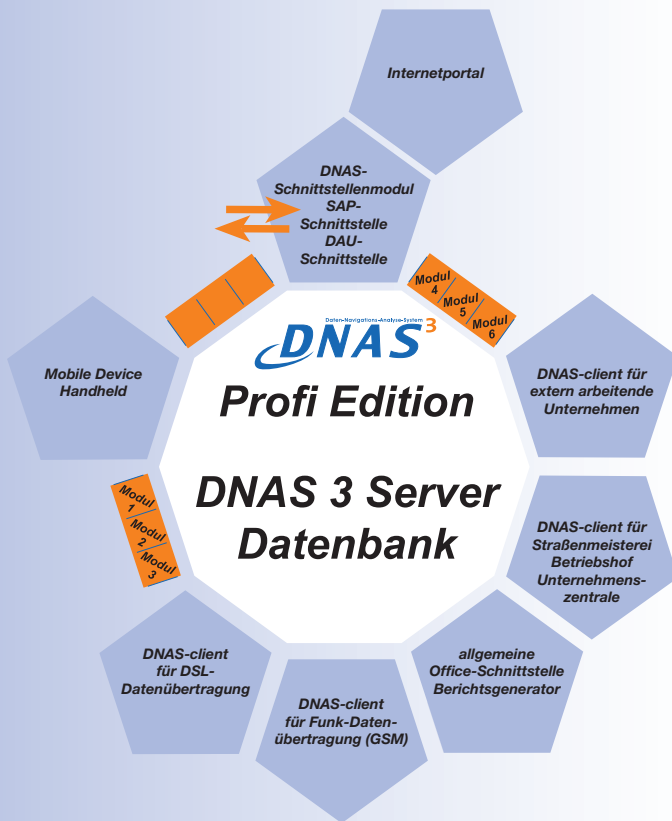 Internetportal
DNAS-
Schnittstellenmodul
SAP-
Schnittstelle
DAU-
Schnittstelle
Modul
4
Modul
5
Modul
6
Daten-Navigations-Analyse-System
DNAS 3
Profi Edition
DNAS 3 Server
Datenbank
Mobile Device
Handheld
DNAS-client für
extern arbeitende
Unternehmen
Modul
1
Modul
2
Modul
3
DNAS-client für
Straßenmeisterei
Betriebshof
Unternehmens-
zentrale
DNAS-client
für DSL-
Datenübertragung
DNAS-client
für Funk-Daten-
übertragung (GSM)
allgemeine
Office-Schnittstelle
Berichtsgenerator